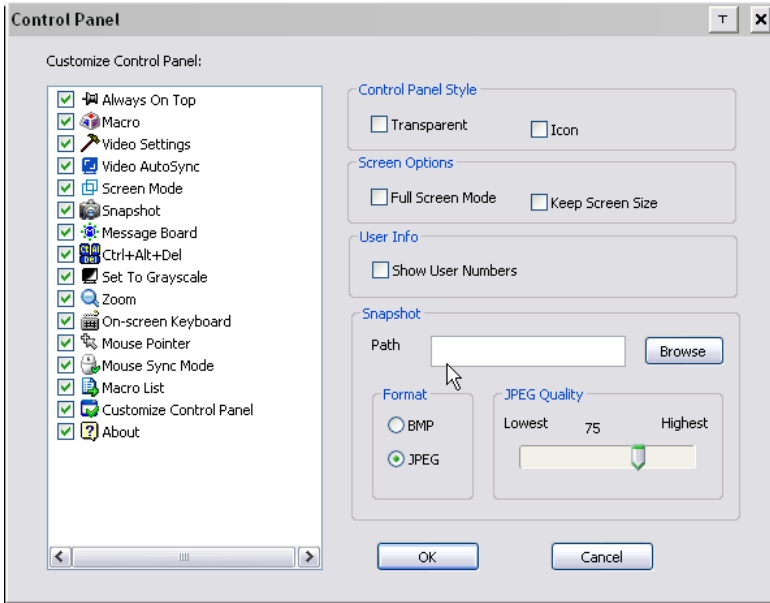 Control Panel
T
Customize Control Panel:
Always On Top
Macro
Video Settings
Video AutoSync
Screen Mode
Snapshot
Message Board
Ctrl+Alt+Del
Set To Grayscale
Zoom
On-screen Keyboard
Mouse Pointer
Mouse Sync Mode
Macro List
Customize Control Panel
About
Control Panel Style
Transparent
Icon
Screen Options
Full Screen Mode
Keep Screen Size
User Info
Show User Numbers
Snapshot
Path
Browse
Format
BMP
JPEG
JPEG Quality
Lowest 75 Highest
OK
Cancel